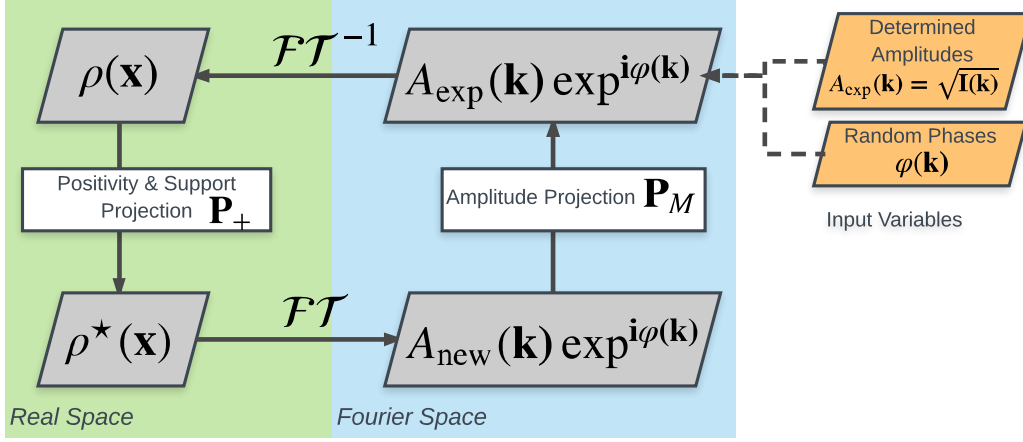 𝓕𝓣⁻¹
ρ(𝐱)
A_exp(𝐤) exp^{𝐢φ(𝐤)}
Determined
Amplitudes
A_exp(𝐤) = √𝐈(𝐤)
Random Phases
φ(𝐤)
Input Variables
Positivity & Support
Projection 𝐏₊
Amplitude Projection 𝐏_M
𝓕𝓣
ρ^★(𝐱)
A_new(𝐤) exp^{𝐢φ(𝐤)}
Real Space
Fourier Space